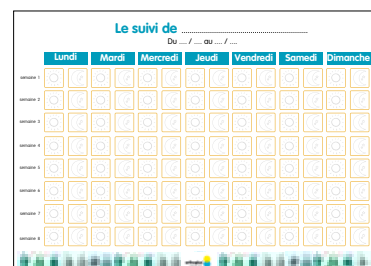 Le suivi de ................................................
Du .... / .... au .... / ....
Lundi Mardi Mercredi Jeudi Vendredi Samedi Dimanche
semaine 1
semaine 2
semaine 3
semaine 4
semaine 5
semaine 6
semaine 7
semaine 8